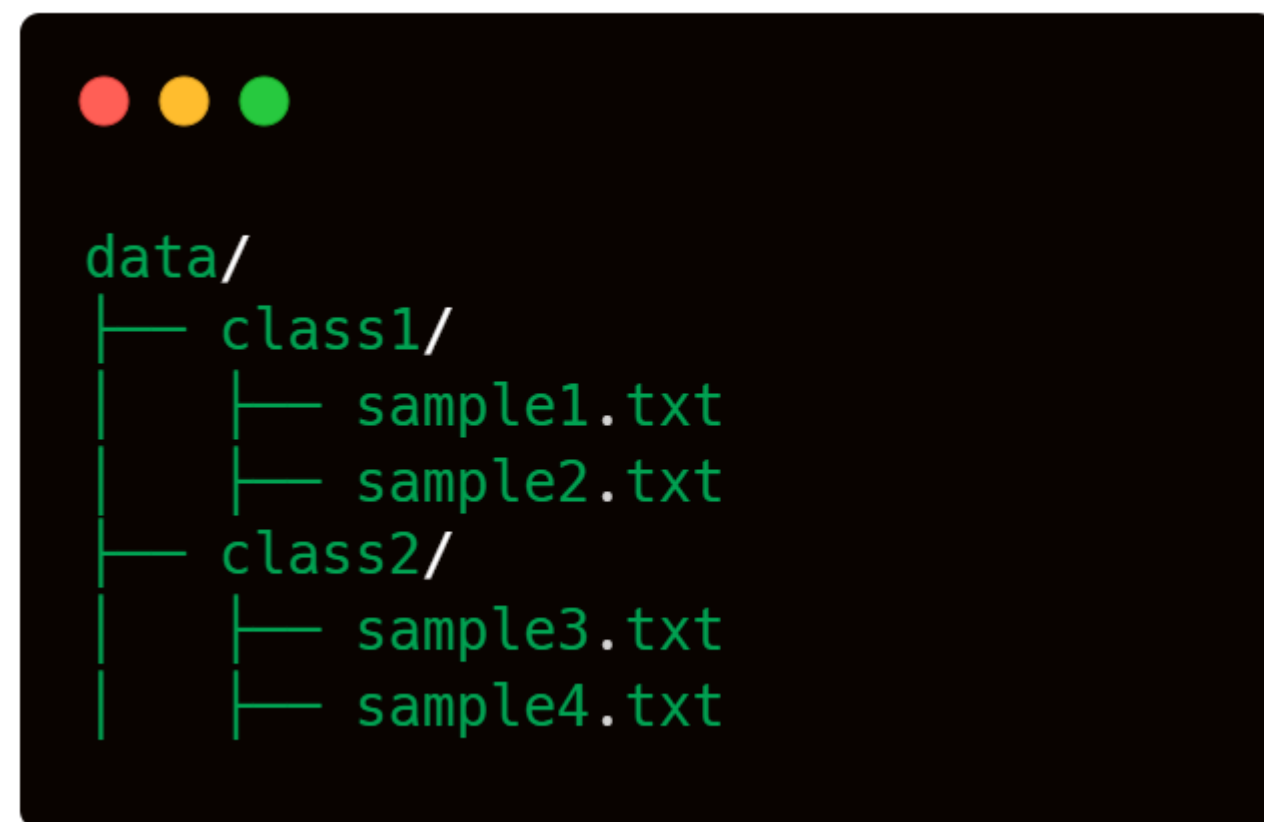 data/
├── class1/
│   ├── sample1.txt
│   ├── sample2.txt
├── class2/
│   ├── sample3.txt
│   ├── sample4.txt